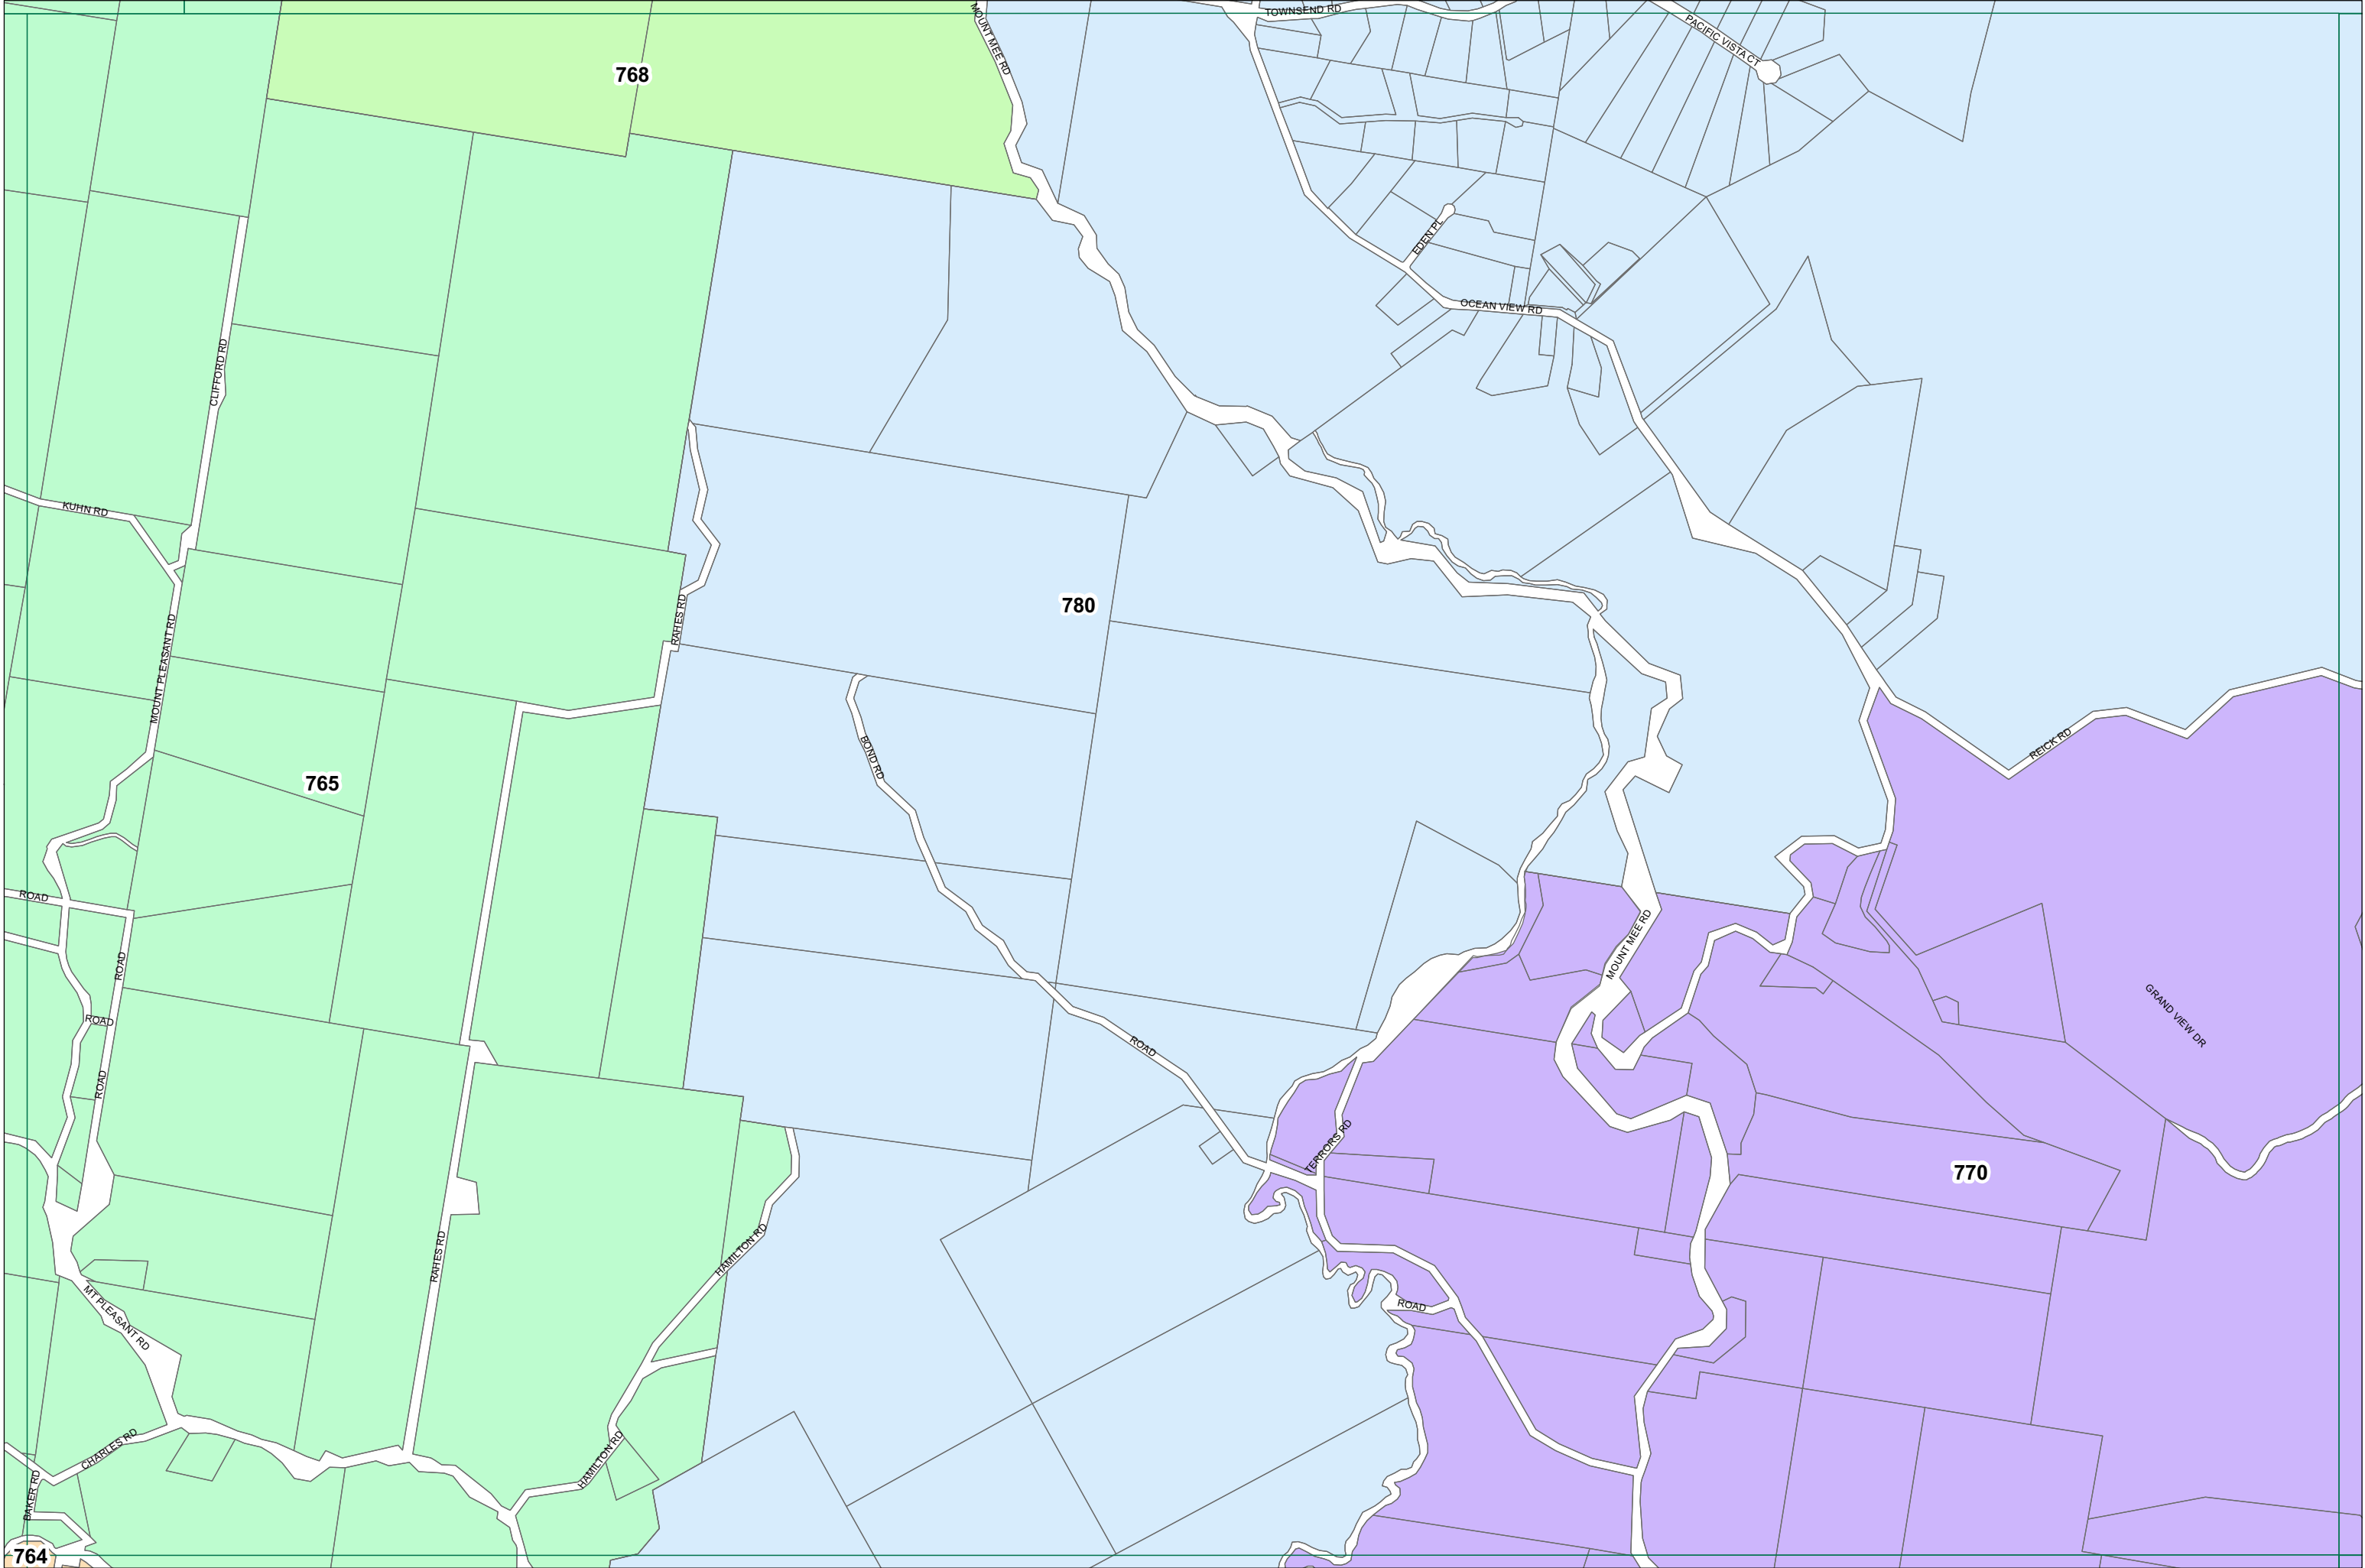 TOWNSEND RD
PACIFIC VISTA CT
MOUNT MEE RD
768
EDEN PL
OCEAN VIEW RD
CLIFFORD RD
KUHN RD
780
RAHES RD
MOUNT PLEASANT RD
REICK RD
BOND RD
765
ROAD
MOUNT MEE RD
ROAD
GRAND VIEW DR
ROAD
ROAD
ROAD
TERRORS RD
770
HAMILTON RD
RAHES RD
MT PLEASANT RD
ROAD
CHARLES RD
HAMILTON RD
BAKER RD
764